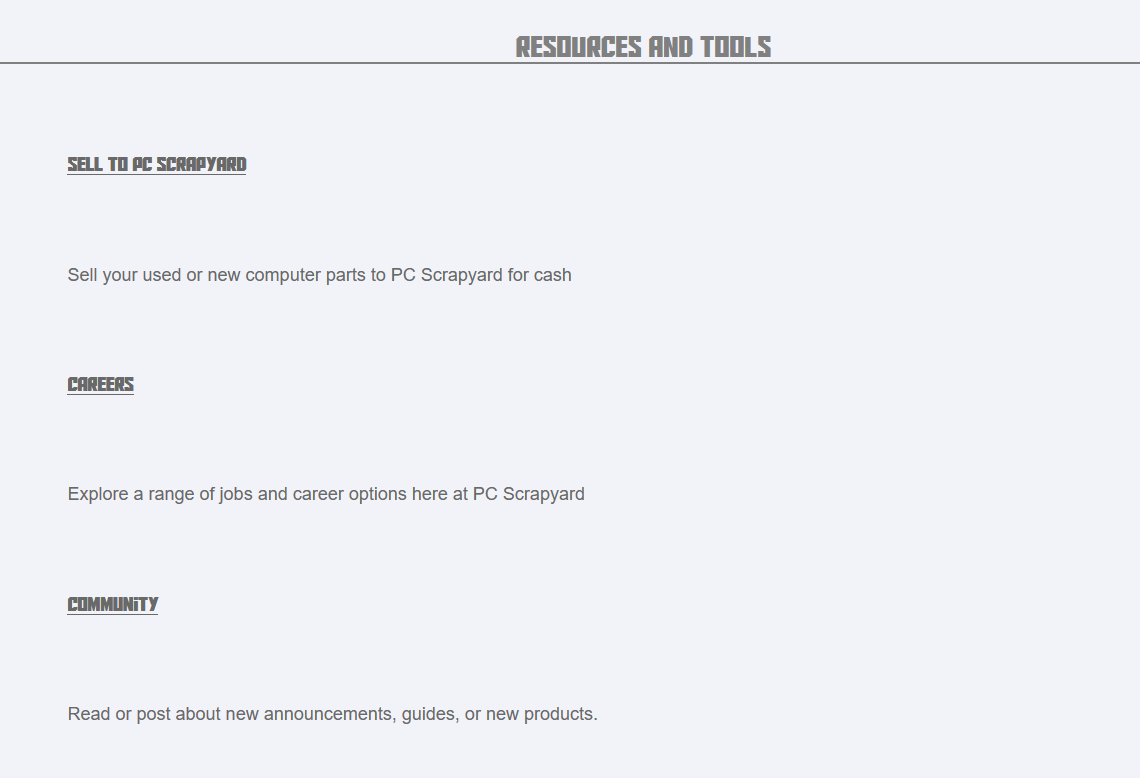 RESOURCES AND TOOLS
SELL TO PC SCRAPYARD
Sell your used or new computer parts to PC Scrapyard for cash
CAREERS
Explore a range of jobs and career options here at PC Scrapyard
COMMUNiTY
Read or post about new announcements, guides, or new products.